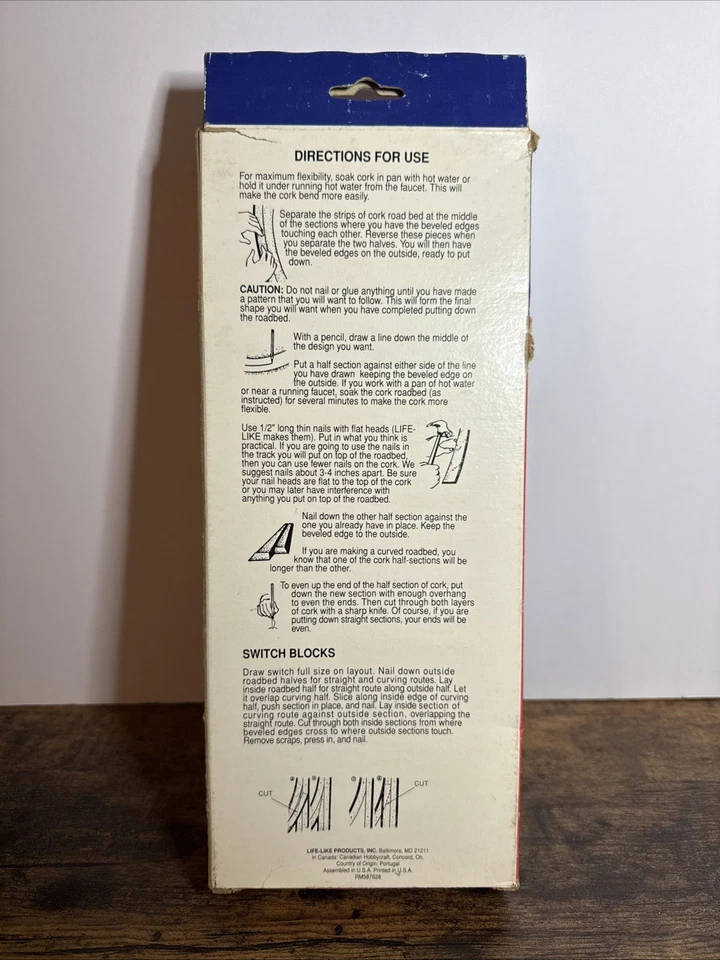 DIRECTIONS FOR USE
For maximum flexibility, soak cork in pan with hot water or
hold it under running hot water from the faucet. This will
make the cork bend more easily.
Separate the strips of cork road bed at the middle
of the sections where you have the beveled edges
touching each other. Reverse these pieces when
you separate the two halves. You will then have
the beveled edges on the outside, ready to put
down.
CAUTION: Do not nail or glue anything until you have made
a pattern that you will want to follow. This will form the final
shape you will want when you have completed putting down
the roadbed.
With a pencil, draw a line down the middle of
the design you want.
Put a half section against either side of the line
you have drawn keeping the beveled edge on
the outside. If you work with a pan of hot water
or near a running faucet, soak the cork roadbed (as
instructed) for several minutes to make the cork more
flexible.
Use 1/2" long thin nails with flat heads (LIFE-
LIKE makes them). Put in what you think is
practical. If you are going to use the nails in
the track you will put on top of the roadbed,
then you can use fewer nails on the cork. We
suggest nails about 3-4 inches apart. Be sure
your nail heads are flat to the top of the cork
or you may later have interference with
anything you put on top of the roadbed.
Nail down the other half section against the
one you already have in place. Keep the
beveled edge to the outside.
If you are making a curved roadbed, you
know that one of the cork half-sections will be
longer than the other.
To even up the end of the half section of cork, put
down the new section with enough overhang
to even the ends. Then cut through both layers
of cork with a sharp knife. Of course, if you are
putting down straight sections, your ends will be
even.
SWITCH BLOCKS
Draw switch full size on layout. Nail down outside
roadbed halves for straight and curving routes. Lay
inside roadbed half for straight route along outside half. Let
it overlap curving half. Slice along inside edge of curving
half, push section in place, and nail. Lay inside section of
curving route against outside section, overlapping the
straight route. Cut through both inside sections from where
beveled edges cross to where outside sections touch.
Remove scraps, press in, and nail.
CUT
CUT
LIFE-LIKE PRODUCTS, INC. Baltimore, MD 21211
In Canada: Canadian Hobbycraft, Concord, On.
Country of Origin: Portugal
Assembled in U.S.A. Printed in U.S.A.
RM587628